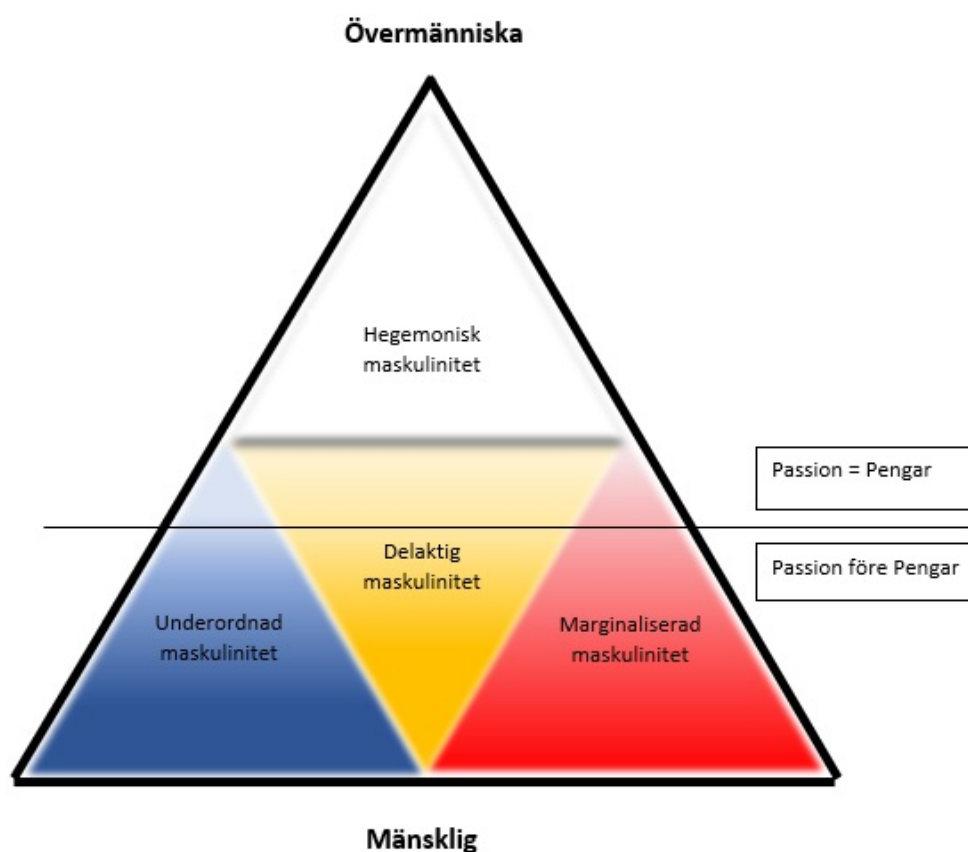 Övermänniska
Hegemonisk
maskulinitet
Passion = Pengar
Delaktig
maskulinitet
Passion före Pengar
Underordnad
maskulinitet
Marginaliserad
maskulinitet
Mänsklig